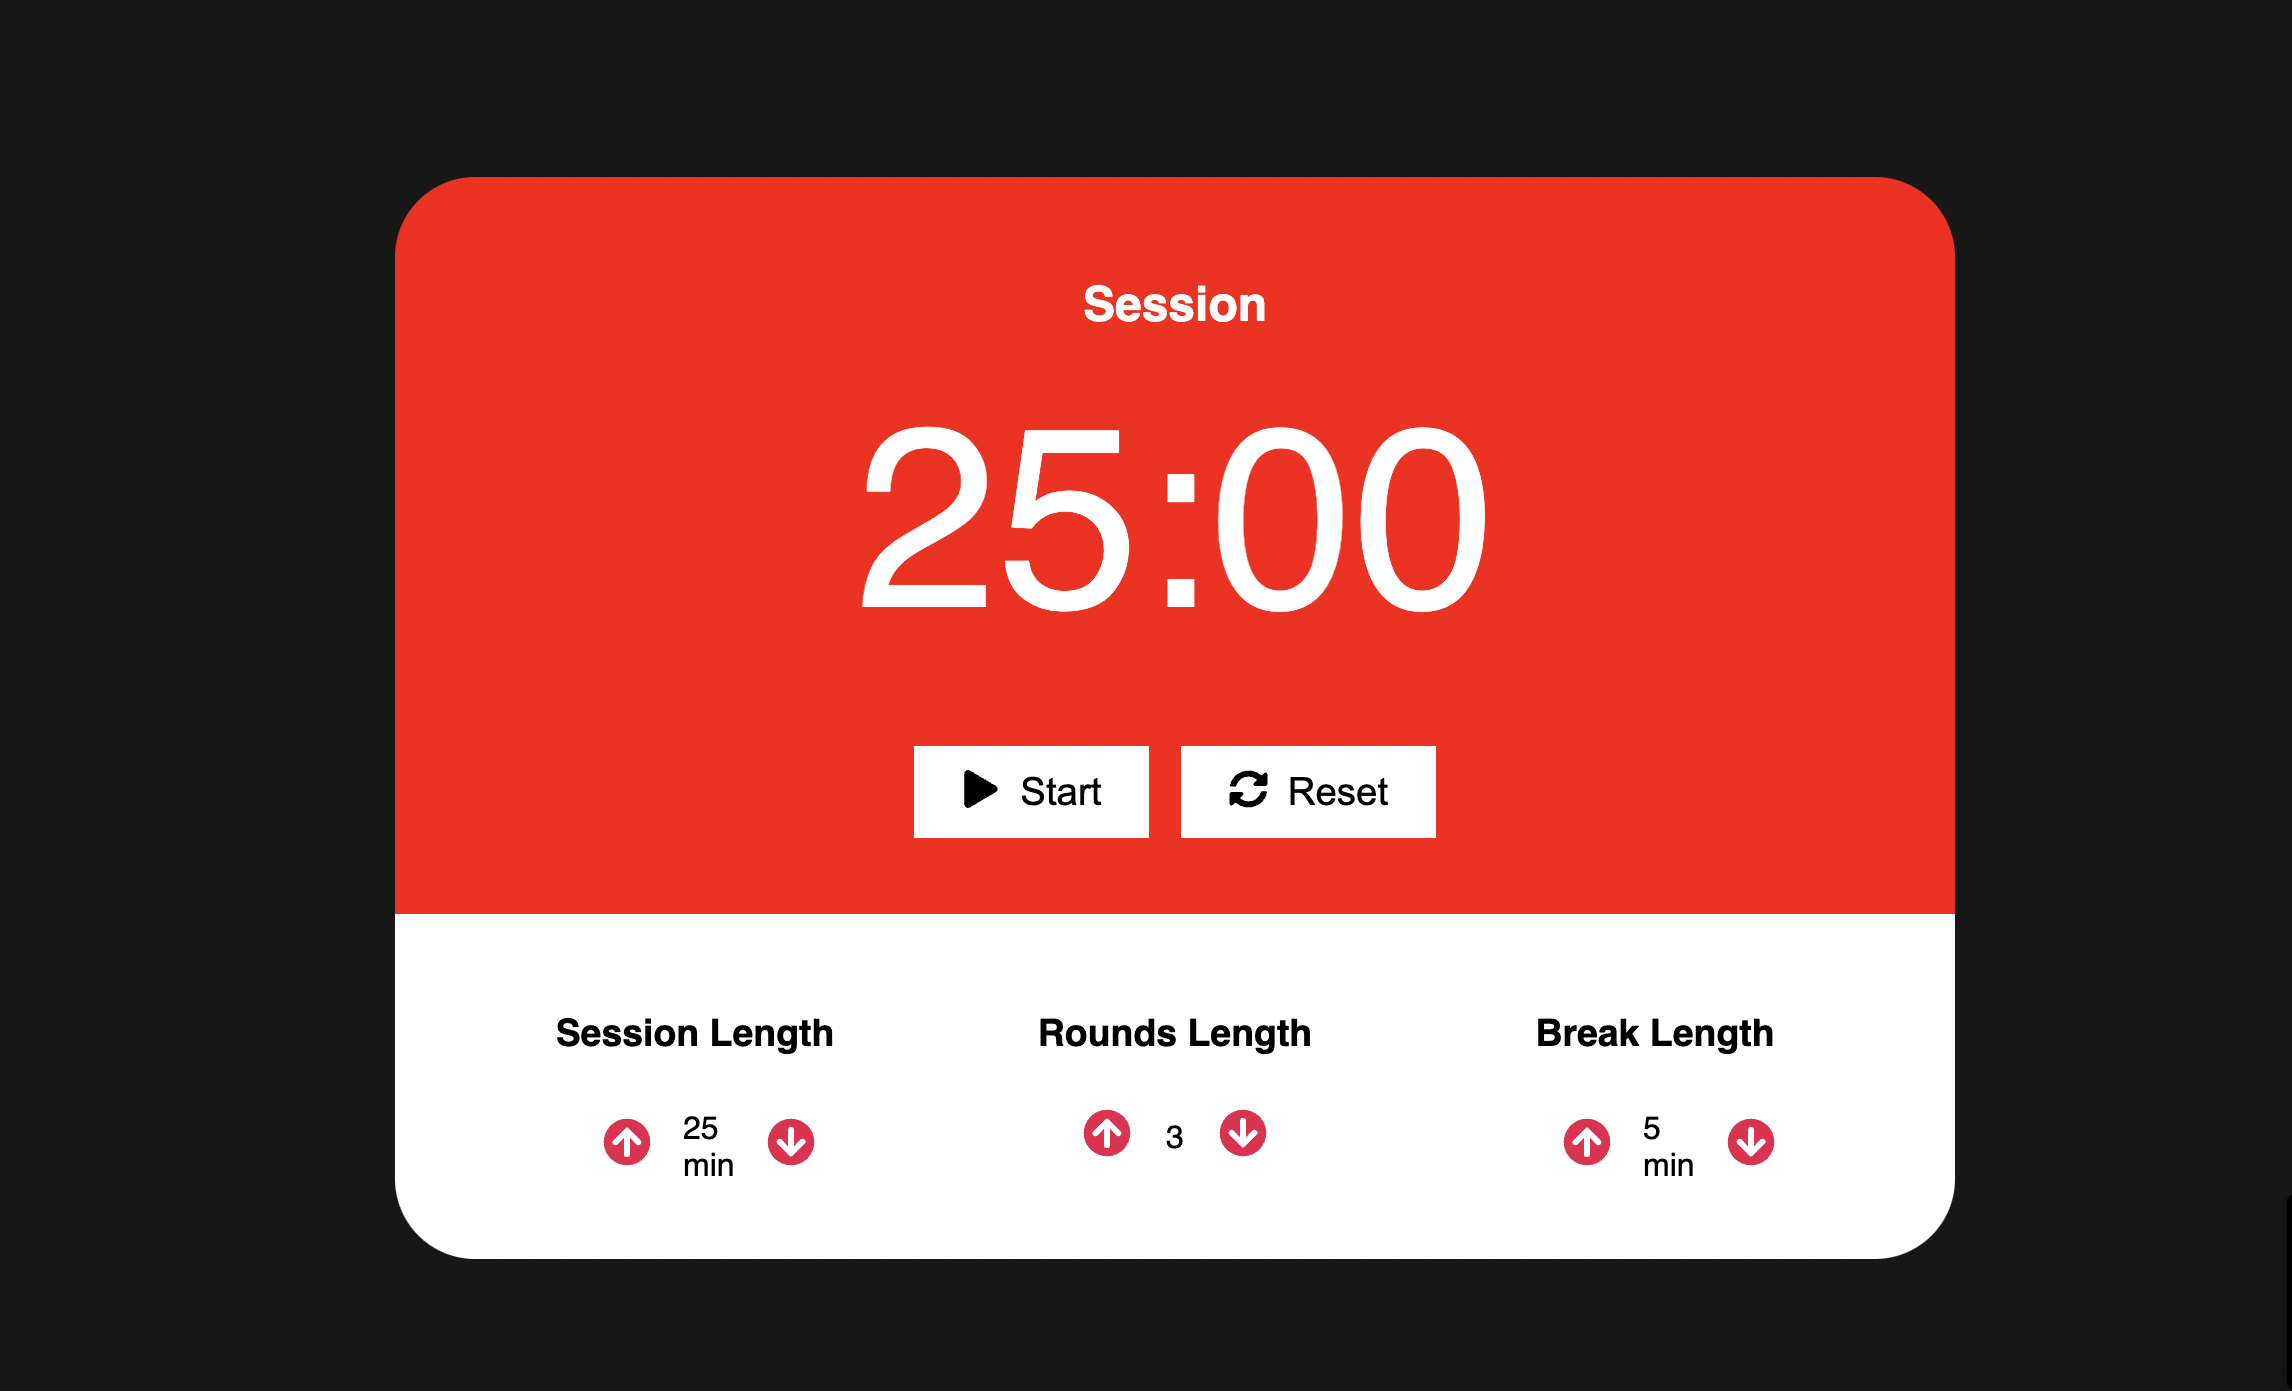 Session
25:00
Start
Reset
Session Length
25
min
Rounds Length
3
Break Length
5
min